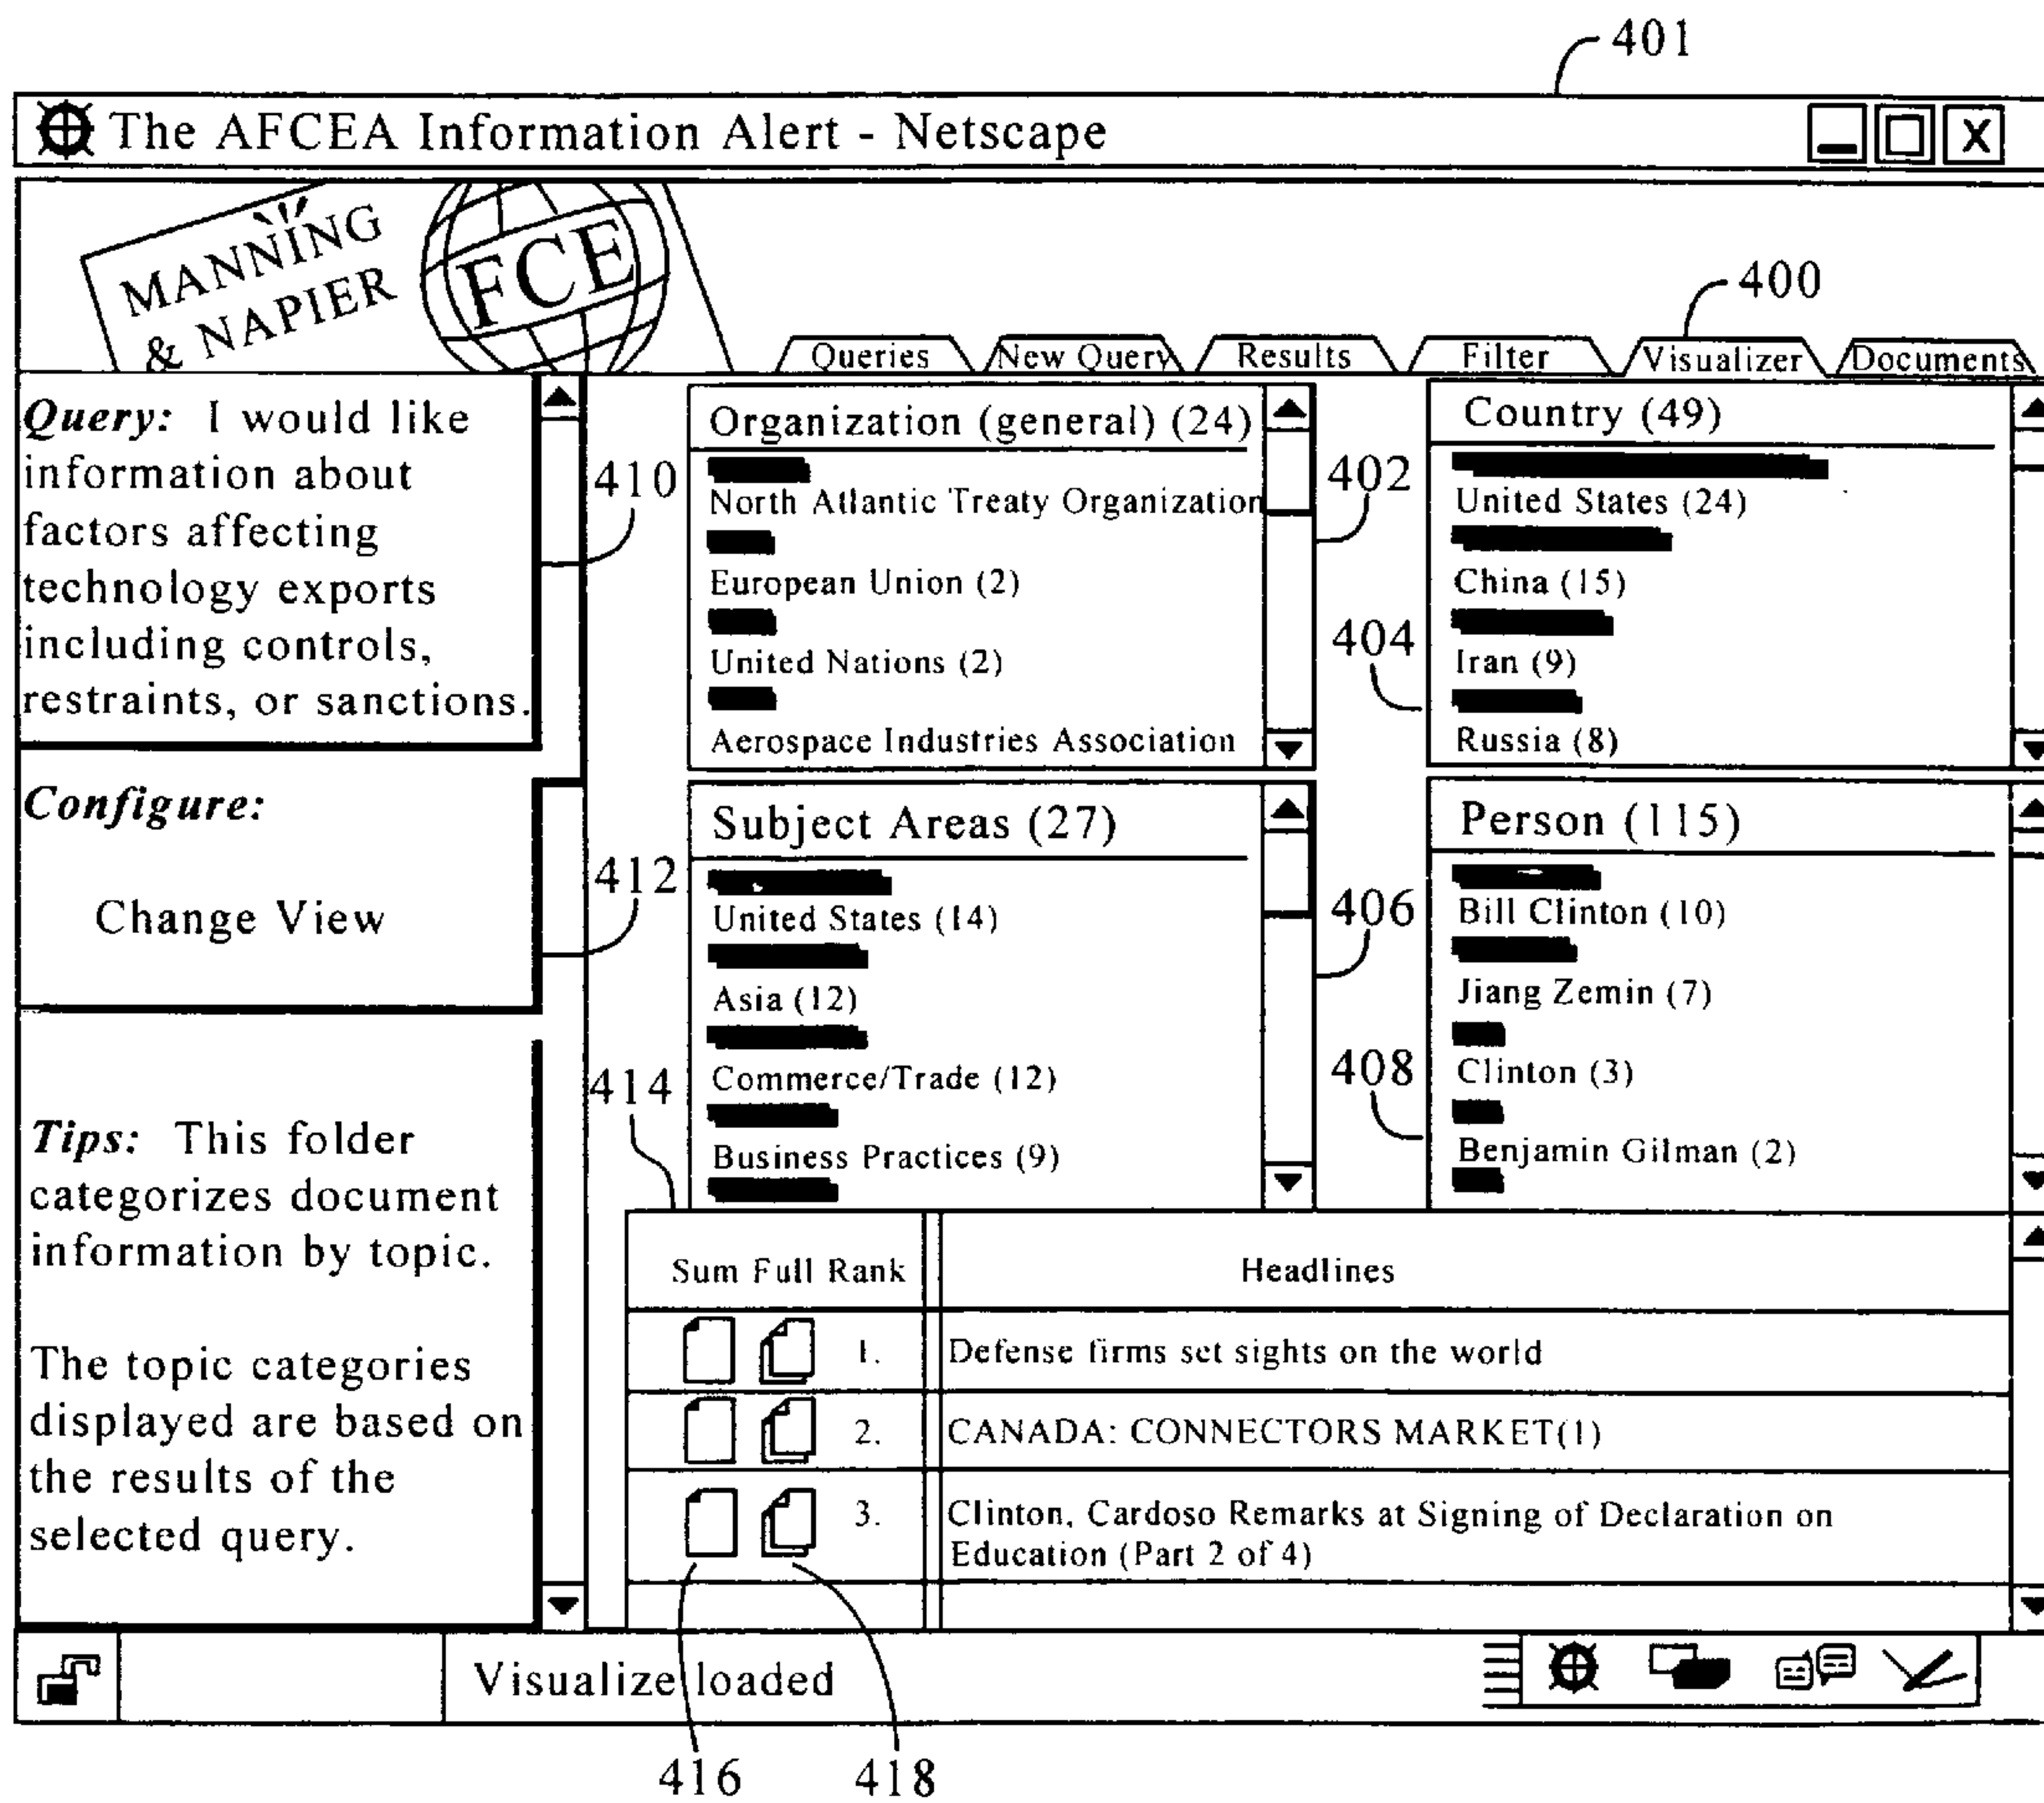 401
The AFCEA Information Alert - Netscape
X
MANNING
& NAPIER
FCE
400
Queries
New Query
Results
Filter
Visualizer
Documents
Query: I would like
information about
factors affecting
technology exports
including controls,
restraints, or sanctions.
410
Configure:
Change View
412
Tips: This folder
categorizes document
information by topic.
The topic categories
displayed are based on
the results of the
selected query.
Organization (general) (24)
North Atlantic Treaty Organization
European Union (2)
United Nations (2)
Aerospace Industries Association
402
Country (49)
United States (24)
China (15)
Iran (9)
Russia (8)
404
Subject Areas (27)
United States (14)
Asia (12)
Commerce/Trade (12)
Business Practices (9)
406
Person (115)
Bill Clinton (10)
Jiang Zemin (7)
Clinton (3)
Benjamin Gilman (2)
408
414
Sum Full Rank
Headlines
1. Defense firms set sights on the world
2. CANADA: CONNECTORS MARKET(1)
3. Clinton, Cardoso Remarks at Signing of Declaration on
Education (Part 2 of 4)
Visualize loaded
416
418